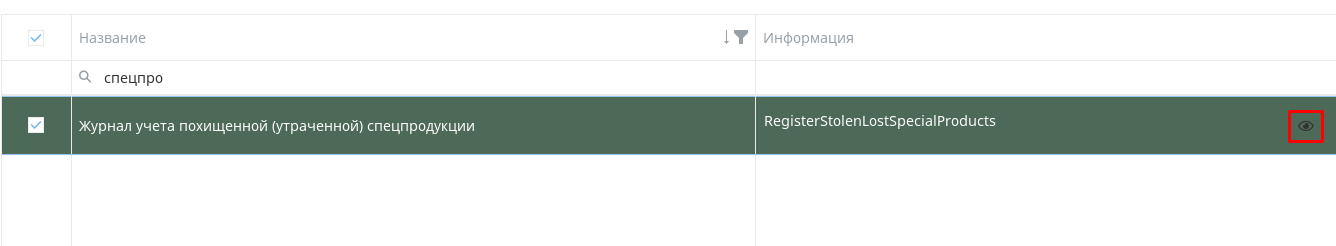 Название
Информация
спецпро
Журнал учета похищенной (утраченной) спецпродукции
RegisterStolenLostSpecialProducts